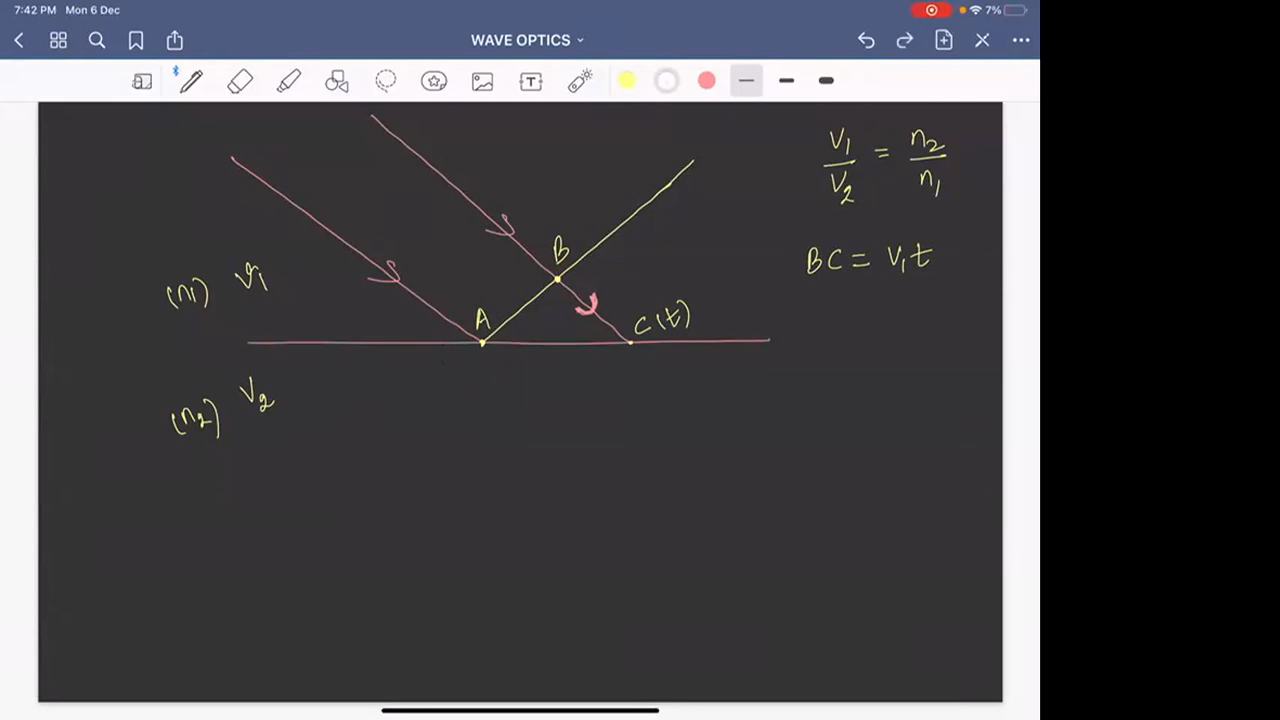 7:42 PM Mon 6 Dec
7%
WAVE OPTICS
V₁/V₂ = n₂/n₁
B
BC = V₁t
(n₁) V₁
A
C(t)
(n₂) V₂